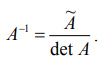 A⁻¹ = Ã / det A .